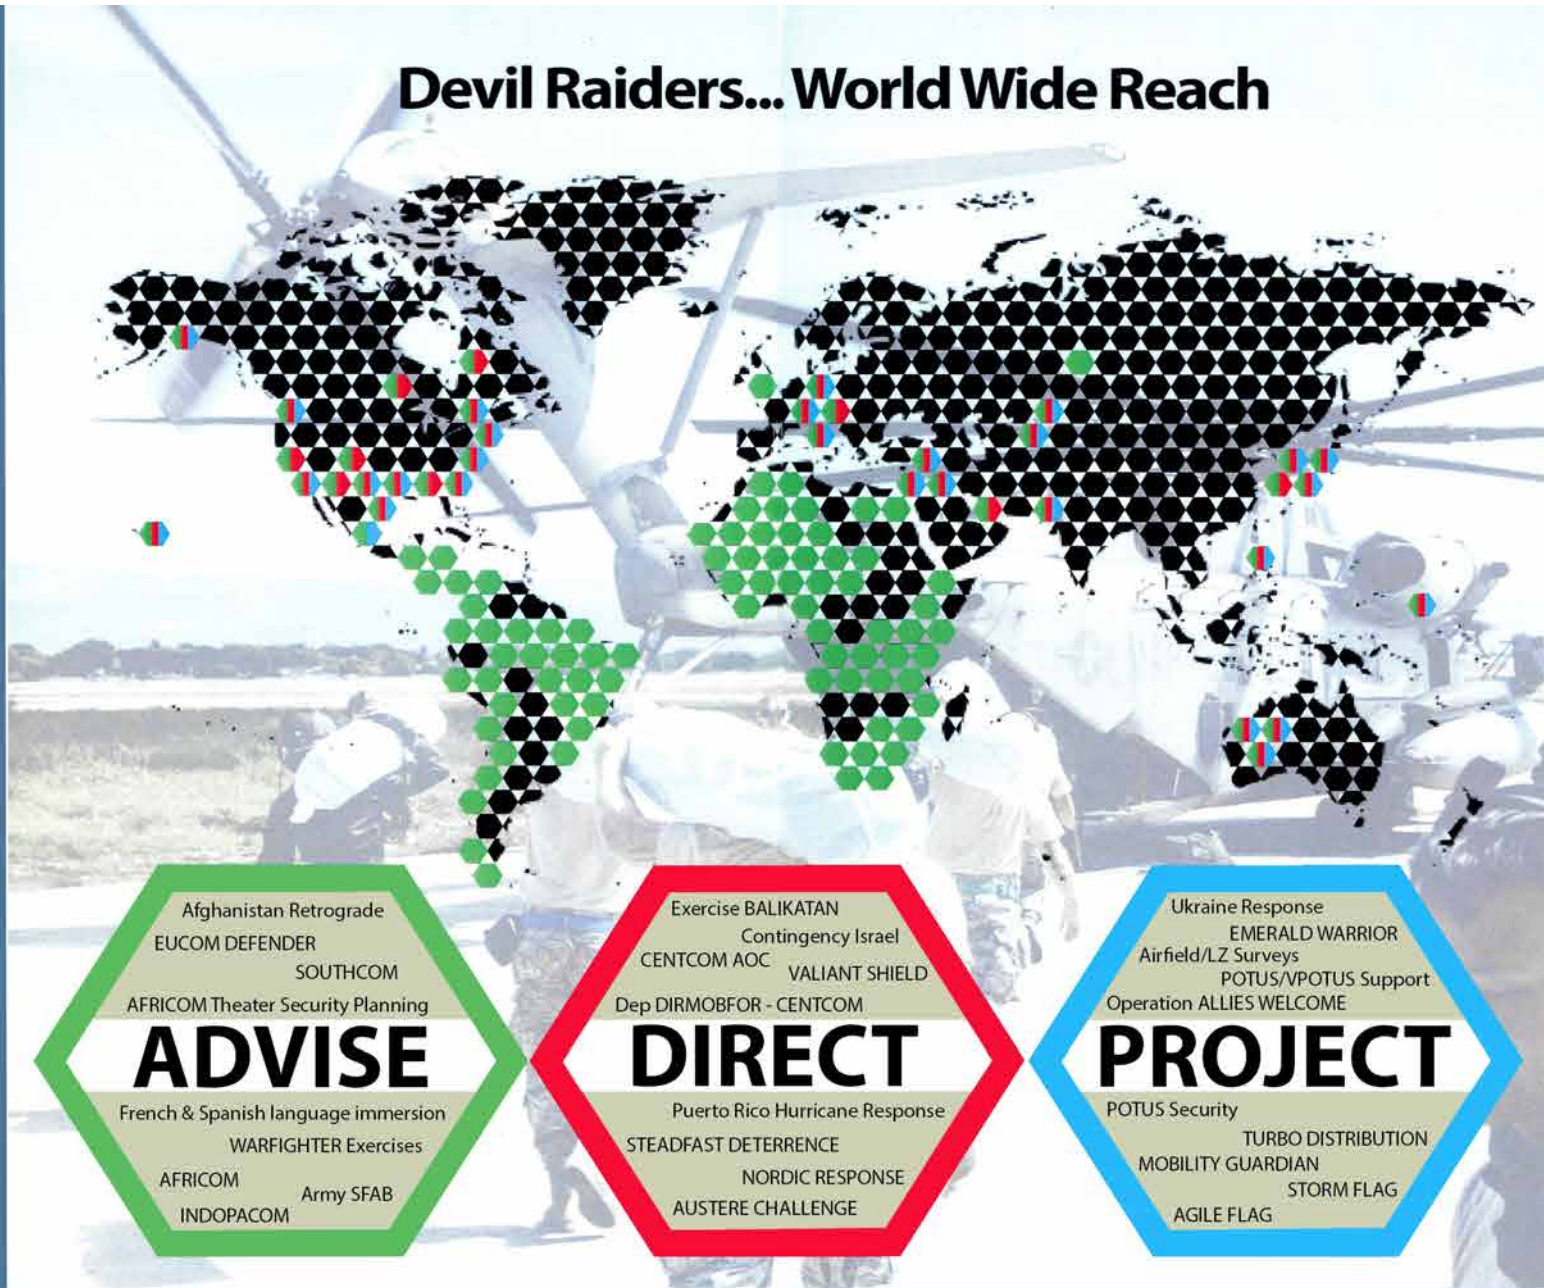 Devil Raiders... World Wide Reach
Afghanistan Retrograde
EUCOM DEFENDER
SOUTHCOM
AFRICOM Theater Security Planning
ADVISE
French & Spanish language immersion
WARFIGHTER Exercises
AFRICOM
Army SFAB
INDOPACOM
Exercise BALIKATAN
Contingency Israel
CENTCOM AOC
VALIANT SHIELD
Dep DIRMOBFOR - CENTCOM
DIRECT
Puerto Rico Hurricane Response
STEADFAST DETERRENCE
NORDIC RESPONSE
AUSTERE CHALLENGE
Ukraine Response
EMERALD WARRIOR
Airfield/LZ Surveys
POTUS/VPOTUS Support
Operation ALLIES WELCOME
PROJECT
POTUS Security
TURBO DISTRIBUTION
MOBILITY GUARDIAN
STORM FLAG
AGILE FLAG